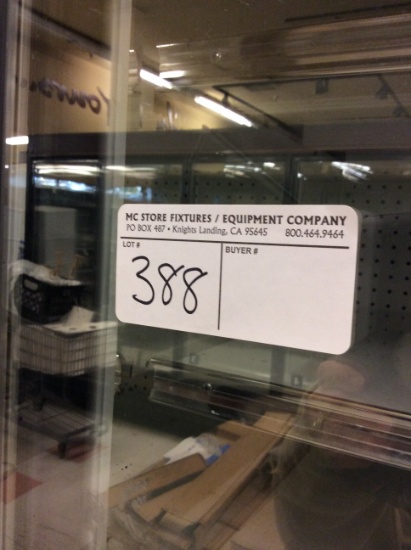 MC STORE FIXTURES / EQUIPMENT COMPANY
PO BOX 487 • Knights Landing, CA 95645 800.464.9464
LOT # BUYER #
388